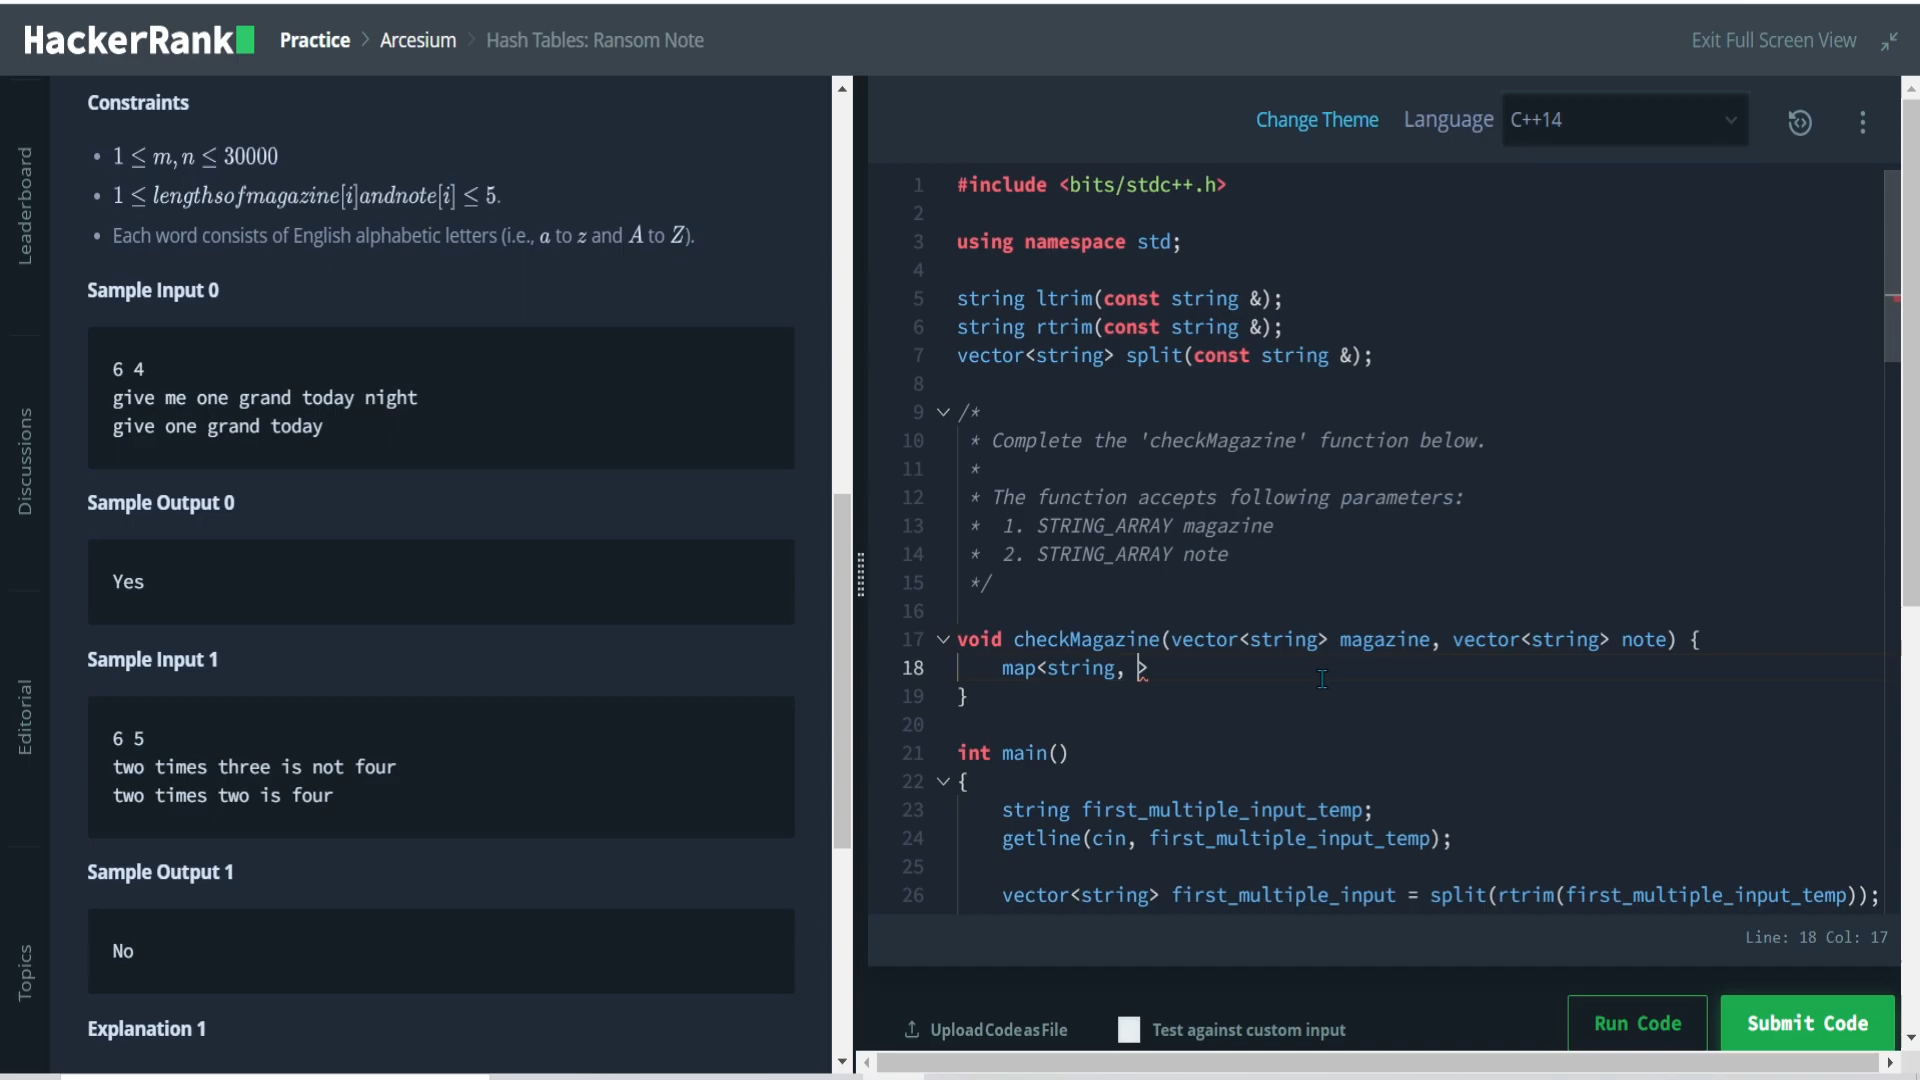 HackerRank Practice > Arcesium > Hash Tables: Ransom Note
Exit Full Screen View
Leaderboard
Discussions
Editorial
Topics
Constraints
• 1 ≤ m, n ≤ 30000
• 1 ≤ lengthsofmagazine[i]andnote[i] ≤ 5.
• Each word consists of English alphabetic letters (i.e., a to z and A to Z).
Sample Input 0
6 4
give me one grand today night
give one grand today
Sample Output 0
Yes
Sample Input 1
6 5
two times three is not four
two times two is four
Sample Output 1
No
Explanation 1
Change Theme Language C++14
1 #include <bits/stdc++.h>
2
3 using namespace std;
4
5 string ltrim(const string &);
6 string rtrim(const string &);
7 vector<string> split(const string &);
8
9 /*
10 * Complete the 'checkMagazine' function below.
11 *
12 * The function accepts following parameters:
13 * 1. STRING_ARRAY magazine
14 * 2. STRING_ARRAY note
15 */
16
17 void checkMagazine(vector<string> magazine, vector<string> note) {
18 map<string, >
19 }
20
21 int main()
22 {
23 string first_multiple_input_temp;
24 getline(cin, first_multiple_input_temp);
25
26 vector<string> first_multiple_input = split(rtrim(first_multiple_input_temp));
Line: 18 Col: 17
Upload Code as File Test against custom input Run Code Submit Code